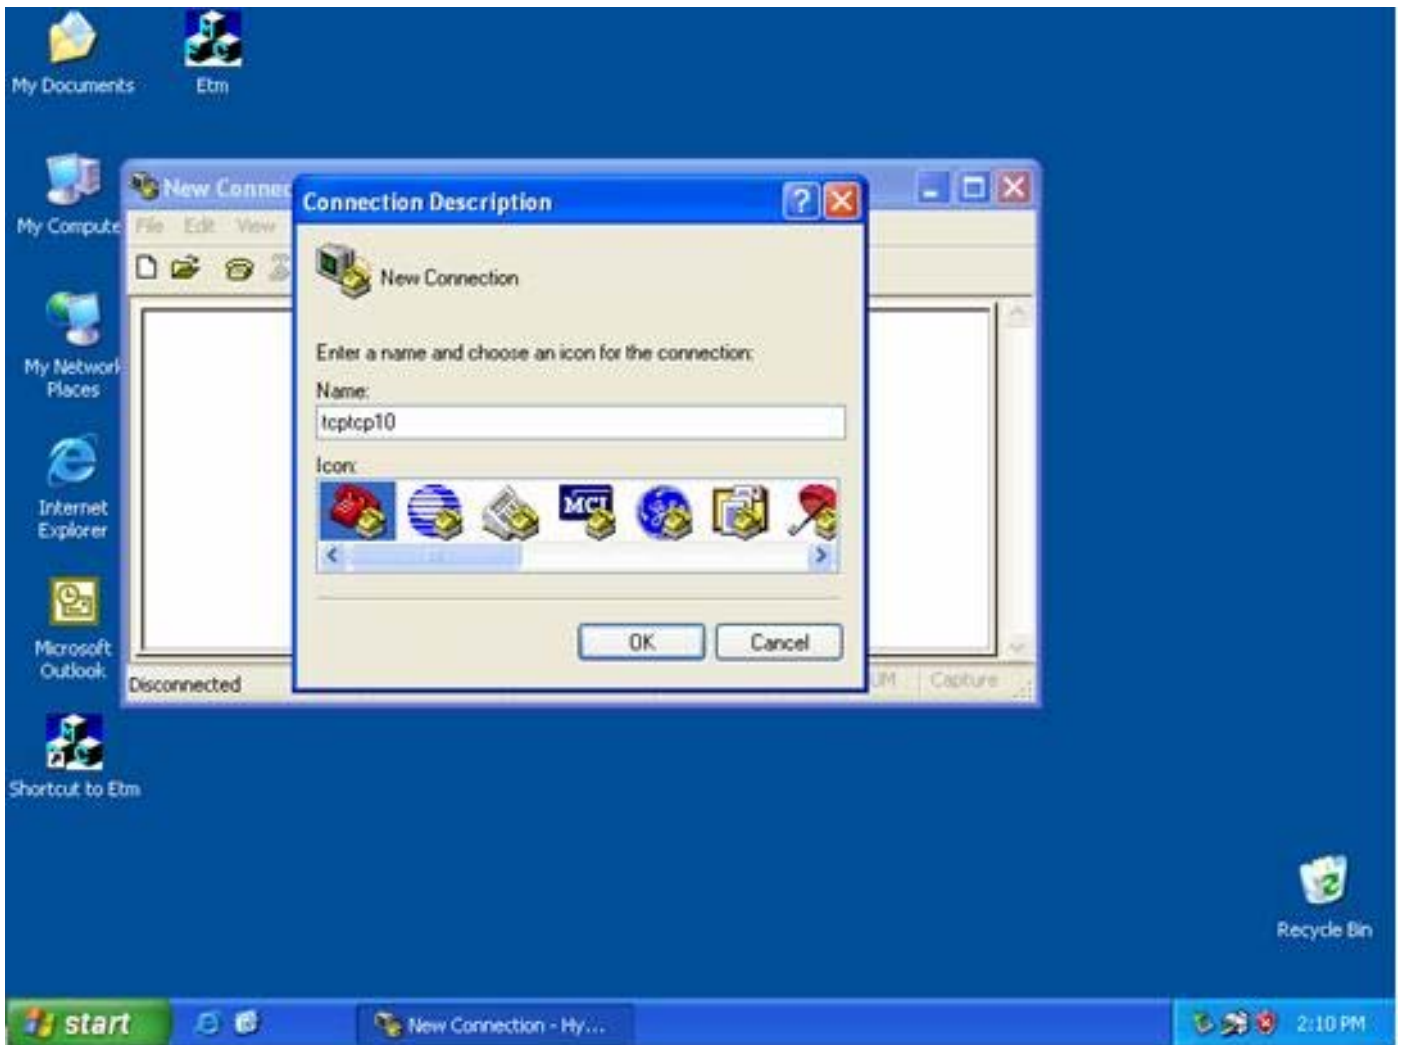 My Documents
Etm
My Compute
My Network
Places
Internet
Explorer
Microsoft
Outlook
Shortcut to Etm
New Connec
File Edit View
Connection Description
New Connection
Enter a name and choose an icon for the connection:
Name:
tcptcp10
Icon:
MCI
OK Cancel
Disconnected
UM Capture
Recycle Bin
start
New Connection - Hy...
2:10 PM